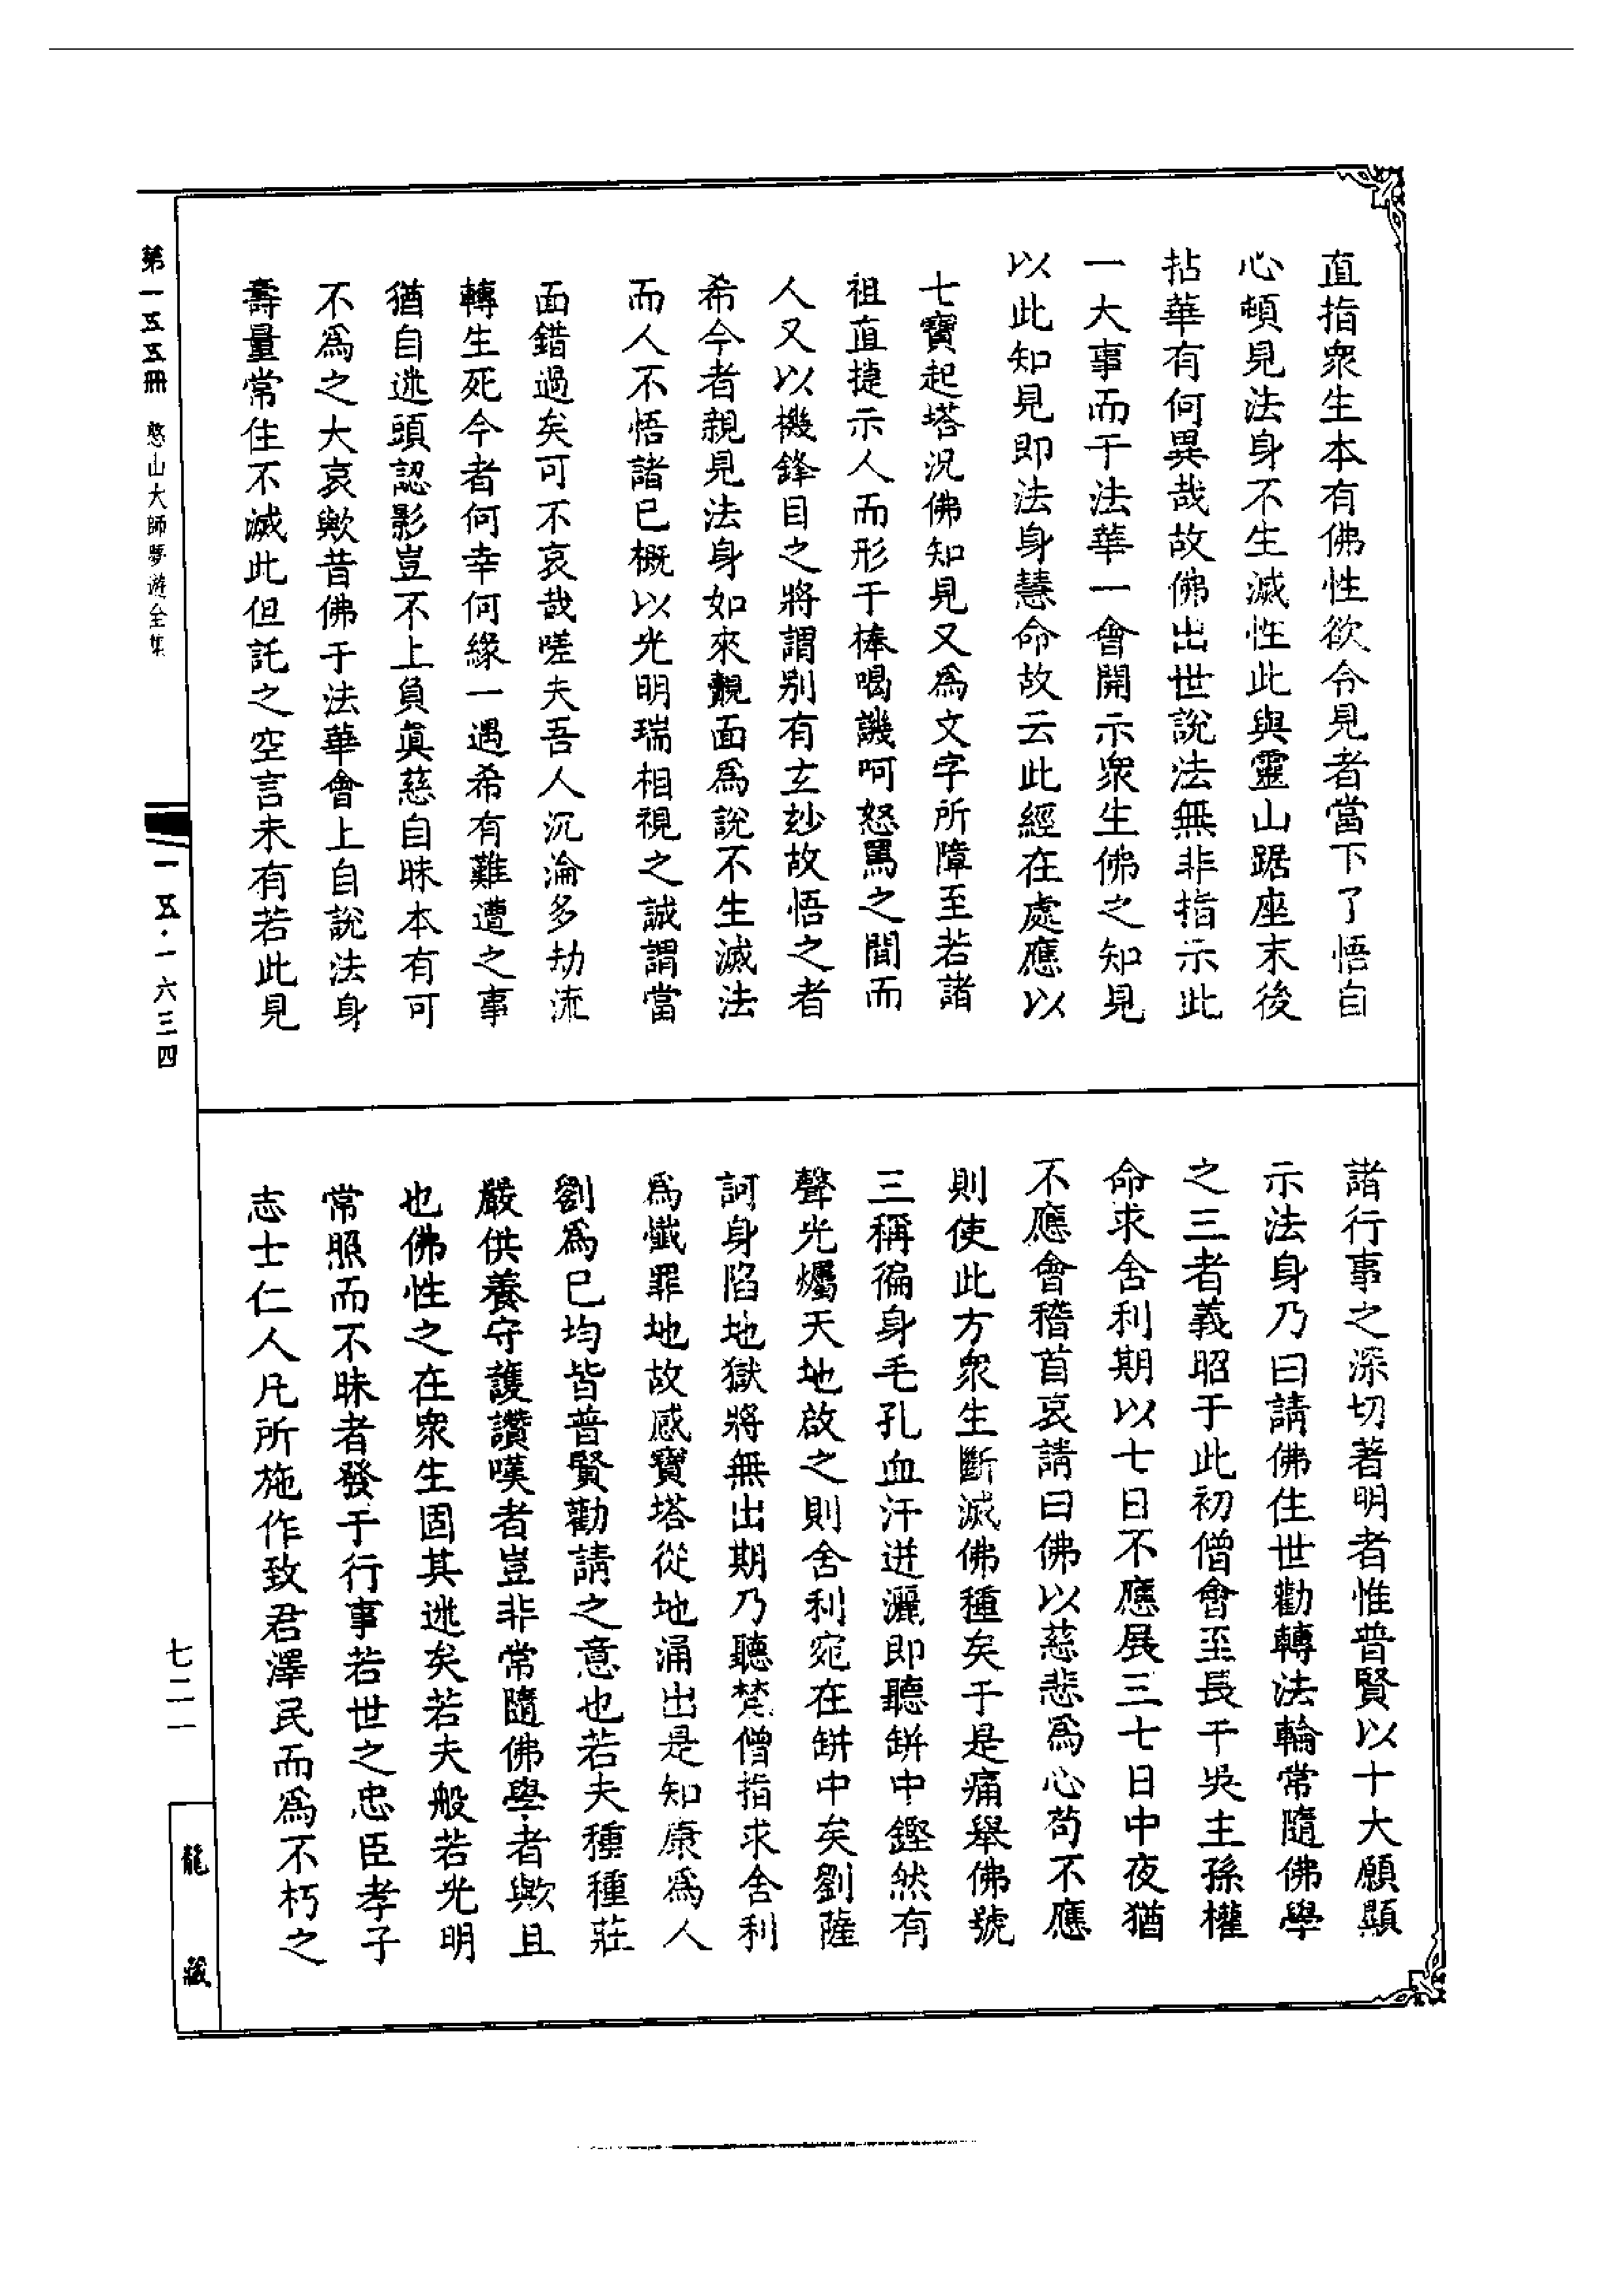 直指衆生本有佛性欲令見者當下了悟自
心頓見法身不生滅性此與靈山踞座末後
拈華有何異哉故佛出世說法無非指示此
一大事而于法華一會開示衆生佛之知見
以此知見即法身慧命故云此經在處應以
七寶起塔況佛知見又為文字所障至若諸
祖直捷示人而形于棒喝譏呵怒罵之間而
人又以機鋒目之將謂別有玄玅故悟之者
希今者親見法身如來覿面為說不生滅法
而人不悟諸已概以光明瑞相視之誠謂當
面錯過矣可不哀哉嗟夫吾人沉淪多劫流
轉生死今者何幸何緣一遇希有難遭之事
猶自迷頭認影豈不上負眞慈自昧本有可
不為之大哀歟昔佛于法華會上自說法身
壽量常住不滅此但託之空言未有若此見
諸行事之深切著明者惟普賢以十大願顯
示法身乃曰請佛住世勸轉法輪常隨佛學
之三者義昭于此初僧會至長干吳主孫權
命求舍利期以七日不應展三七日中夜猶
不應會稽首哀請曰佛以慈悲為心苟不應
則使此方衆生斷滅佛種矣于是痛舉佛號
三稱徧身毛孔血汗迸灑即聽缾中鏗然有
聲光爥天地啟之則舍利宛在缾中矣劉薩
訶身陷地獄將無出期乃聽梵僧指求舍利
為懺罪地故感寶塔從地涌出是知康為人
劉為已均皆普賢勸請之意也若夫種種莊
嚴供養守護讚嘆者豈非常隨佛學者歟且
也佛性之在衆生固其迷矣若夫般若光明
常照而不昧者發于行事若世之忠臣孝子
志士仁人凡所施作致君澤民而為不朽之
第一五五冊 憨山大師夢遊全集
一五·一六三四
七二一
龍藏